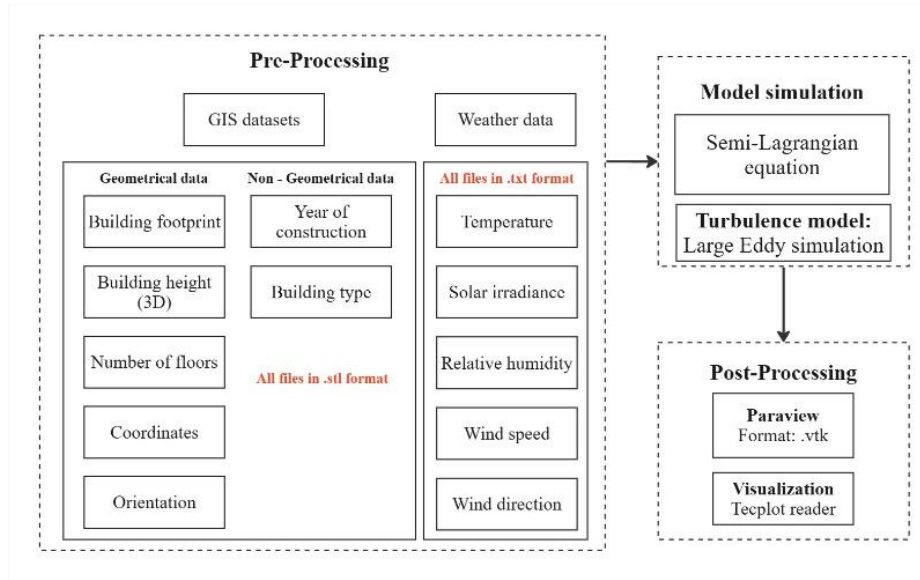 Pre-Processing
GIS datasets
Weather data
Geometrical data
Non - Geometrical data
All files in .txt format
Building footprint
Year of
construction
Temperature
Building height
(3D)
Building type
Solar irradiance
Number of floors
All files in .stl format
Relative humidity
Coordinates
Wind speed
Orientation
Wind direction
Model simulation
Semi-Lagrangian
equation
Turbulence model:
Large Eddy simulation
Post-Processing
Paraview
Format: .vtk
Visualization
Tecplot reader